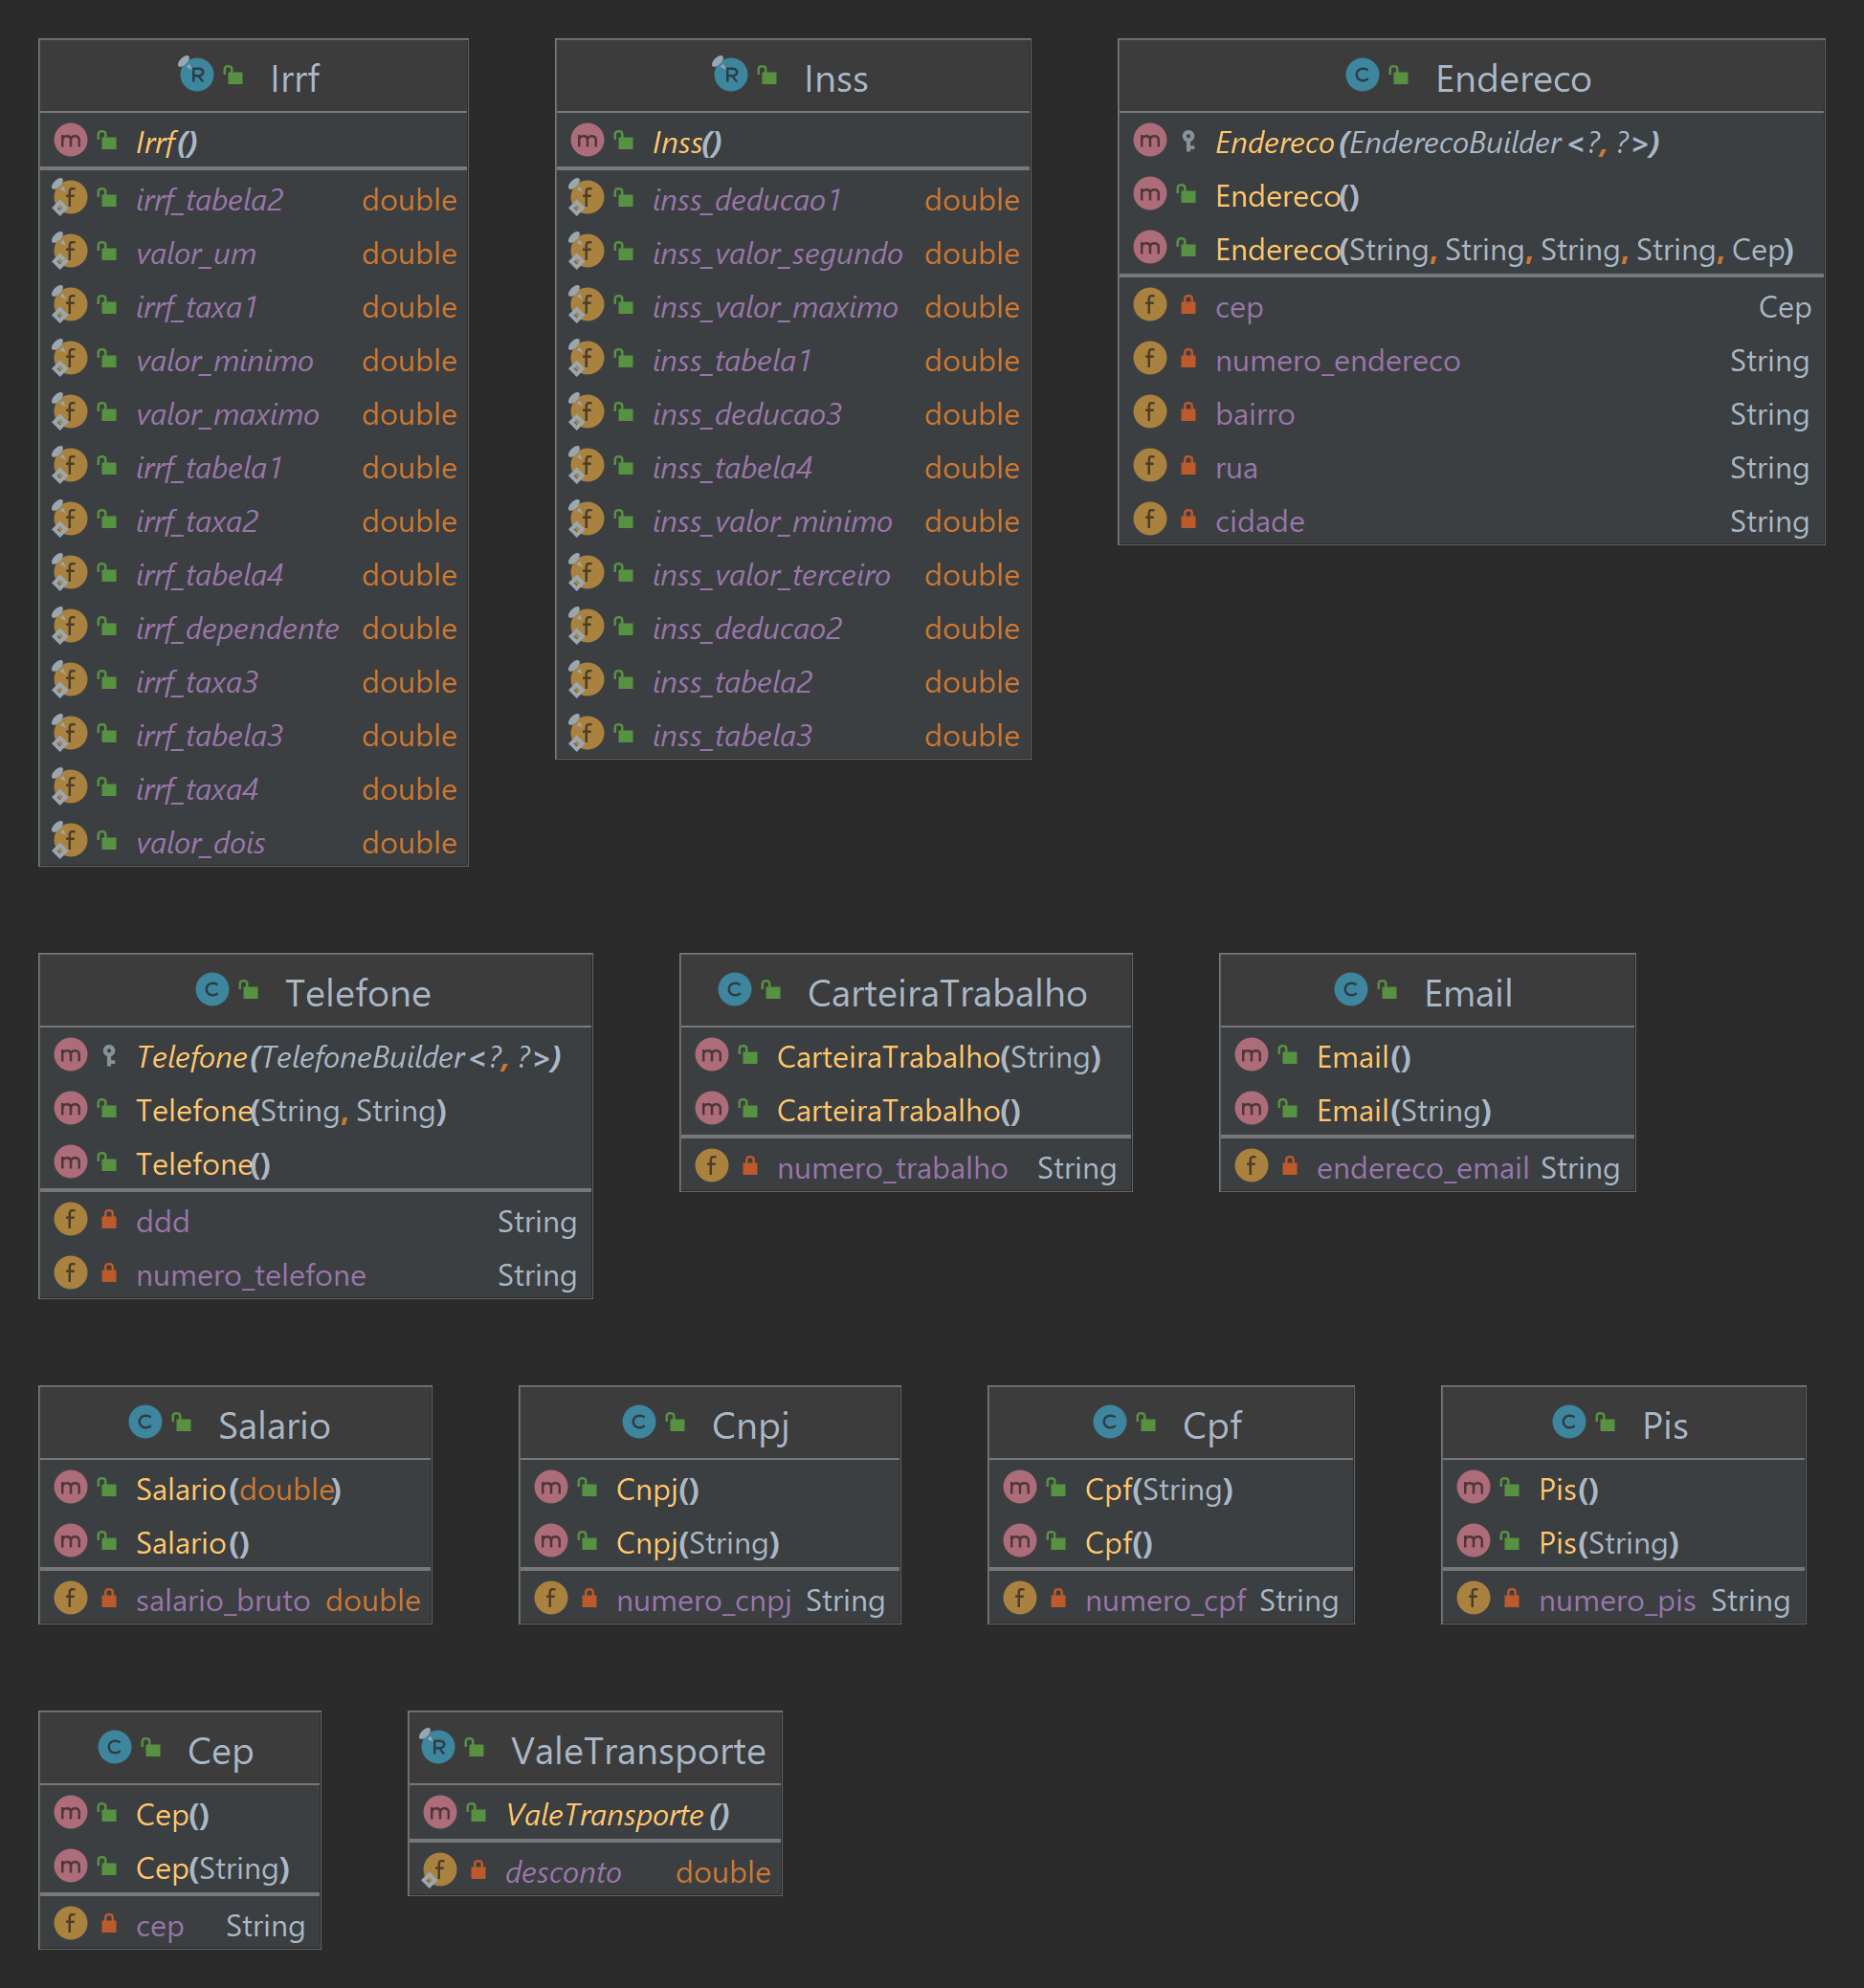 Irrf
Irrf()
irrf_tabela2 double
valor_um double
irrf_taxa1 double
valor_minimo double
valor_maximo double
irrf_tabela1 double
irrf_taxa2 double
irrf_tabela4 double
irrf_dependente double
irrf_taxa3 double
irrf_tabela3 double
irrf_taxa4 double
valor_dois double
Inss
Inss()
inss_deducao1 double
inss_valor_segundo double
inss_valor_maximo double
inss_tabela1 double
inss_deducao3 double
inss_tabela4 double
inss_valor_minimo double
inss_valor_terceiro double
inss_deducao2 double
inss_tabela2 double
inss_tabela3 double
Endereco
Endereco(EnderecoBuilder<?, ?>)
Endereco()
Endereco(String, String, String, String, Cep)
cep Cep
numero_endereco String
bairro String
rua String
cidade String
Telefone
Telefone(TelefoneBuilder<?, ?>)
Telefone(String, String)
Telefone()
ddd String
numero_telefone String
CarteiraTrabalho
CarteiraTrabalho(String)
CarteiraTrabalho()
numero_trabalho String
Email
Email()
Email(String)
endereco_email String
Salario
Salario(double)
Salario()
salario_bruto double
Cnpj
Cnpj()
Cnpj(String)
numero_cnpj String
Cpf
Cpf(String)
Cpf()
numero_cpf String
Pis
Pis()
Pis(String)
numero_pis String
Cep
Cep()
Cep(String)
cep String
ValeTransporte
ValeTransporte()
desconto double